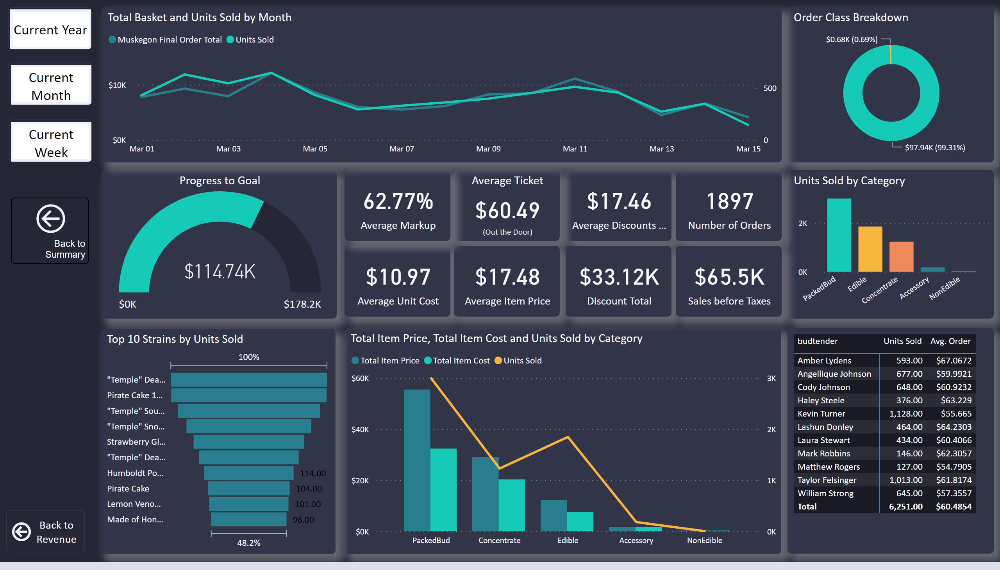 Current Year
Current
Month
Current
Week
Back to
Summary
Back to
Revenue
Total Basket and Units Sold by Month
Muskegon Final Order Total Units Sold
$10K
$0K
500
0
Mar 01 Mar 03 Mar 05 Mar 07 Mar 09 Mar 11 Mar 13 Mar 15
Order Class Breakdown
$0.68K (0.69%)
$97.94K (99.31%)
Progress to Goal
$114.74K
$0K $178.2K
62.77%
Average Markup
Average Ticket
$60.49
(Out the Door)
$17.46
Average Discounts ...
1897
Number of Orders
$10.97
Average Unit Cost
$17.48
Average Item Price
$33.12K
Discount Total
$65.5K
Sales before Taxes
Units Sold by Category
2K
0K
PackedBud Edible Concentrate Accessory NonEdible
Top 10 Strains by Units Sold
100%
"Temple" Dea...
Pirate Cake 1...
"Temple" Sou...
"Temple" Sno...
Strawberry Gl...
"Temple" Dea...
Humboldt Po... 114.00
Pirate Cake 104.00
Lemon Veno... 101.00
Made of Hon... 96.00
48.2%
Total Item Price, Total Item Cost and Units Sold by Category
Total Item Price Total Item Cost Units Sold
$60K 3K
$40K 2K
$20K 1K
$0K 0K
PackedBud Concentrate Edible Accessory NonEdible
budtender Units Sold Avg. Order
Amber Lydens 593.00 $67.0672
Angellique Johnson 677.00 $59.9921
Cody Johnson 648.00 $60.9232
Haley Steele 376.00 $63.229
Kevin Turner 1,128.00 $55.665
Lashun Donley 464.00 $64.2303
Laura Stewart 434.00 $60.4066
Mark Robbins 146.00 $62.3057
Matthew Rogers 127.00 $54.7905
Taylor Felsinger 1,013.00 $61.8174
William Strong 645.00 $57.3557
Total 6,251.00 $60.4854